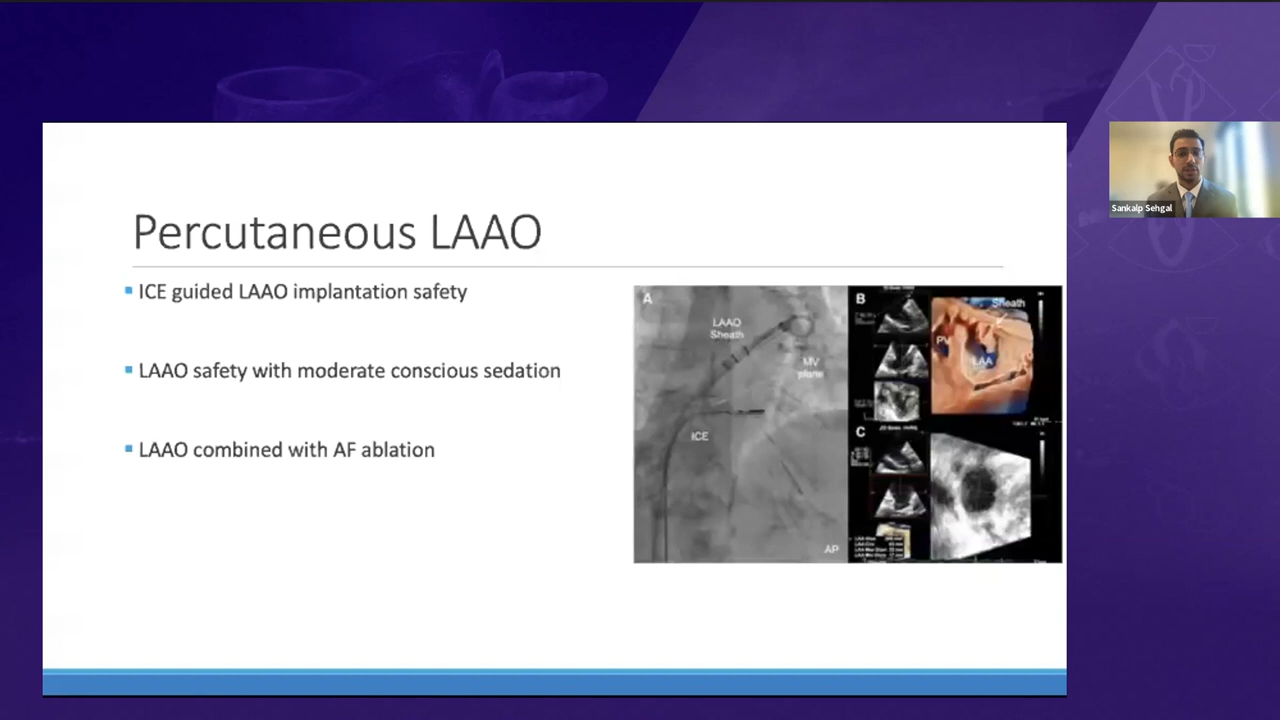 Percutaneous LAAO
ICE guided LAAO implantation safety
LAAO safety with moderate conscious sedation
LAAO combined with AF ablation
A
LAAO
Sheath
MV
plane
ICE
AP
B
Sheath
PV
LAA
C
Sankalp Sehgal